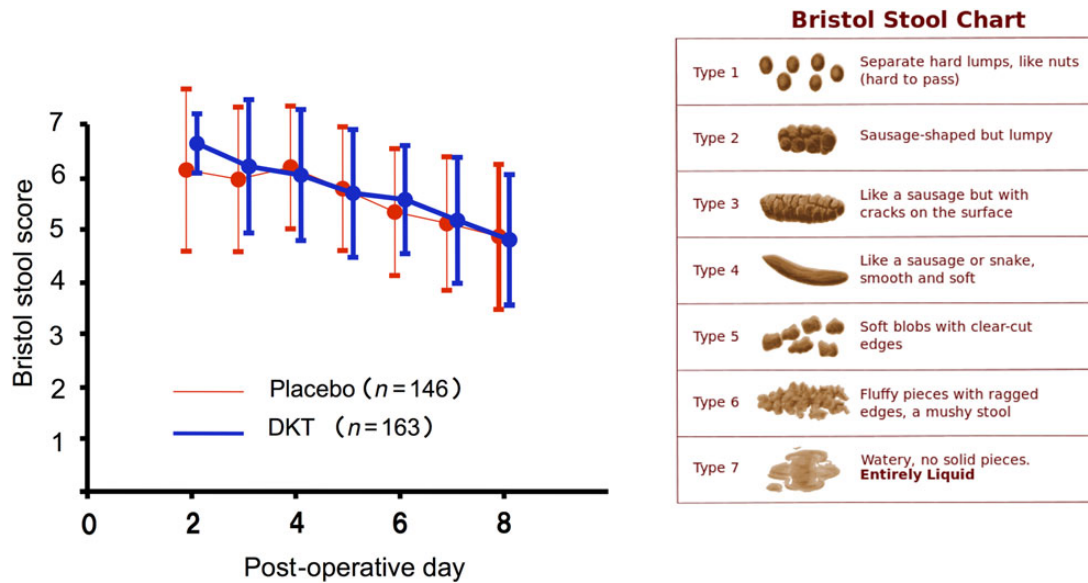 7
6
5
4
3
2
1
0
2
4
6
8
Bristol stool score
Post-operative day
Placebo (n=146)
DKT (n=163)
Bristol Stool Chart
Type 1
Separate hard lumps, like nuts
(hard to pass)
Type 2
Sausage-shaped but lumpy
Type 3
Like a sausage but with
cracks on the surface
Type 4
Like a sausage or snake,
smooth and soft
Type 5
Soft blobs with clear-cut
edges
Type 6
Fluffy pieces with ragged
edges, a mushy stool
Type 7
Watery, no solid pieces.
Entirely Liquid